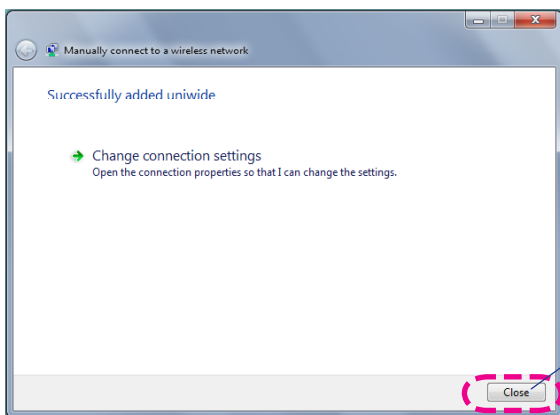 Manually connect to a wireless network
Successfully added uniwide
Change connection settings
Open the connection properties so that I can change the settings.
Close